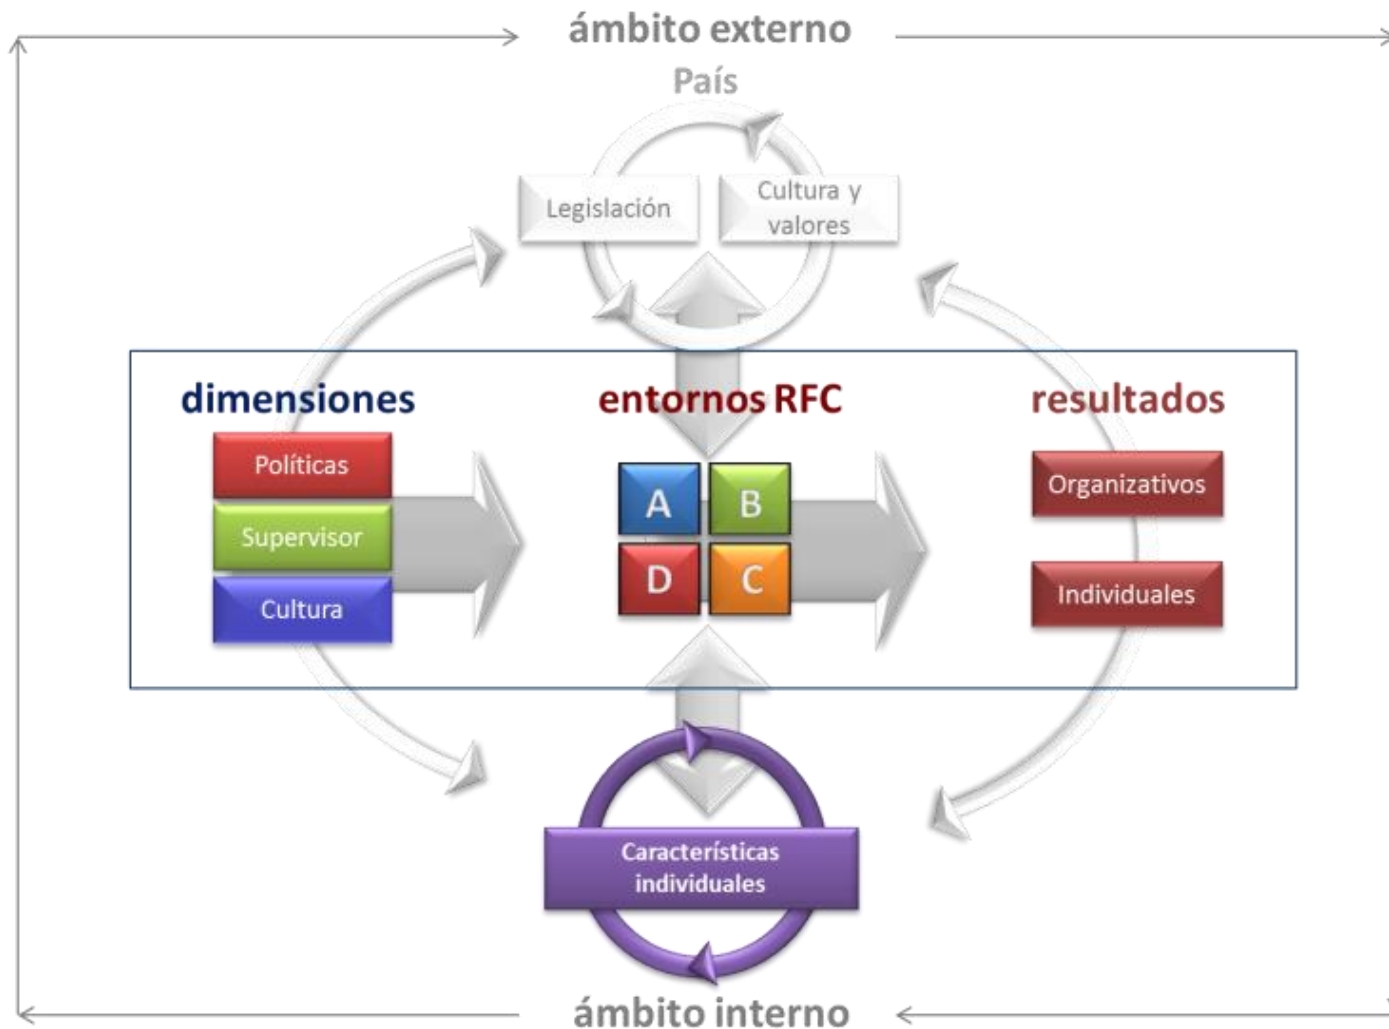 ámbito externo
País
Legislación
Cultura y
valores
dimensiones
entornos RFC
resultados
Políticas
Supervisor
Cultura
A
B
D
C
Organizativos
Individuales
Características
individuales
ámbito interno